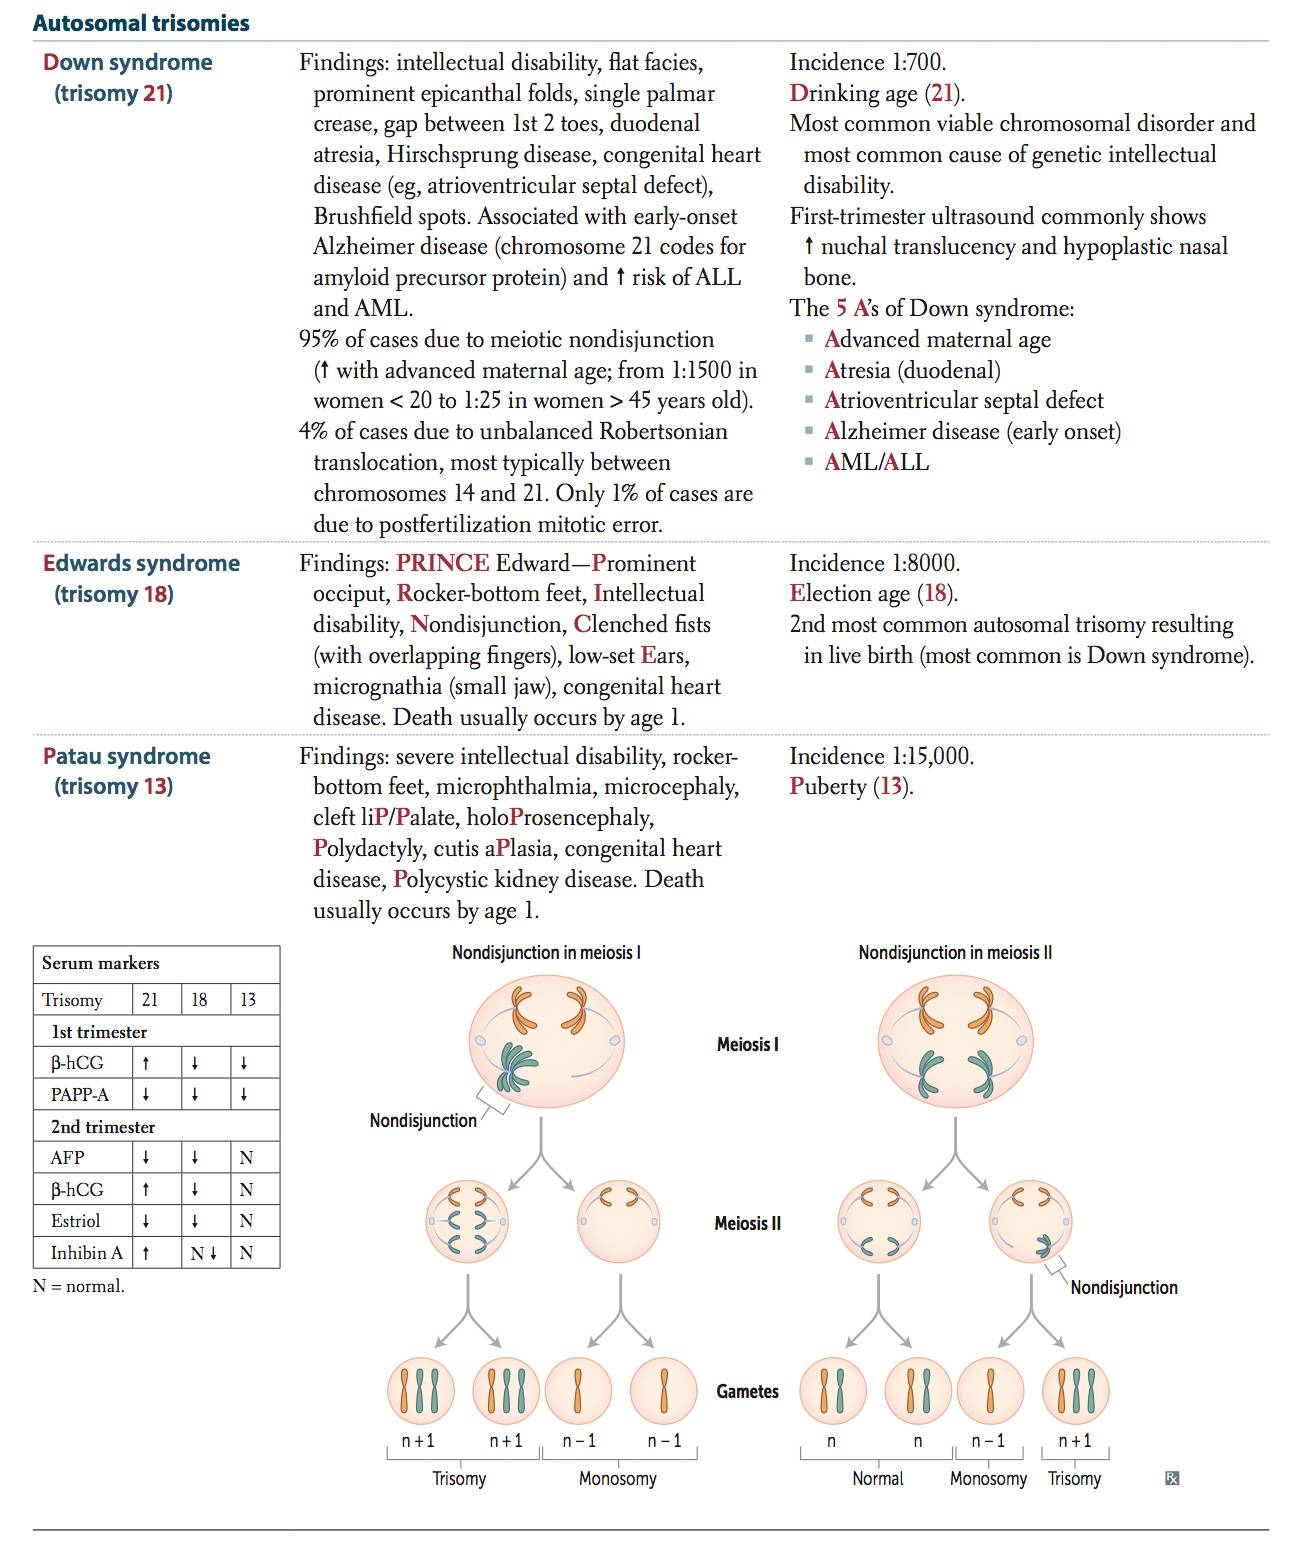 Autosomal trisomies
Down syndrome
(trisomy 21)
Findings: intellectual disability, flat facies,
prominent epicanthal folds, single palmar
crease, gap between 1st 2 toes, duodenal
atresia, Hirschsprung disease, congenital heart
disease (eg, atrioventricular septal defect),
Brushfield spots. Associated with early-onset
Alzheimer disease (chromosome 21 codes for
amyloid precursor protein) and ↑ risk of ALL
and AML.
95% of cases due to meiotic nondisjunction
(↑ with advanced maternal age; from 1:1500 in
women < 20 to 1:25 in women > 45 years old).
4% of cases due to unbalanced Robertsonian
translocation, most typically between
chromosomes 14 and 21. Only 1% of cases are
due to postfertilization mitotic error.
Incidence 1:700.
Drinking age (21).
Most common viable chromosomal disorder and
most common cause of genetic intellectual
disability.
First-trimester ultrasound commonly shows
↑ nuchal translucency and hypoplastic nasal
bone.
The 5 A's of Down syndrome:
▪ Advanced maternal age
▪ Atresia (duodenal)
▪ Atrioventricular septal defect
▪ Alzheimer disease (early onset)
▪ AML/ALL
Edwards syndrome
(trisomy 18)
Findings: PRINCE Edward—Prominent
occiput, Rocker-bottom feet, Intellectual
disability, Nondisjunction, Clenched fists
(with overlapping fingers), low-set Ears,
micrognathia (small jaw), congenital heart
disease. Death usually occurs by age 1.
Incidence 1:8000.
Election age (18).
2nd most common autosomal trisomy resulting
in live birth (most common is Down syndrome).
Patau syndrome
(trisomy 13)
Findings: severe intellectual disability, rocker-
bottom feet, microphthalmia, microcephaly,
cleft liP/Palate, holoProsencephaly,
Polydactyly, cutis aPlasia, congenital heart
disease, Polycystic kidney disease. Death
usually occurs by age 1.
Incidence 1:15,000.
Puberty (13).
Serum markers
Trisomy 21 18 13
1st trimester
β-hCG ↑ ↓ ↓
PAPP-A ↓ ↓ ↓
2nd trimester
AFP ↓ ↓ N
β-hCG ↑ ↓ N
Estriol ↓ ↓ N
Inhibin A ↑ N ↓ N
N = normal.
Nondisjunction in meiosis I
Nondisjunction in meiosis II
Meiosis I
Nondisjunction
Meiosis II
Nondisjunction
Gametes
n + 1 n + 1 n − 1 n − 1
n n n − 1 n + 1
Trisomy Monosomy
Normal Monosomy Trisomy
Rx